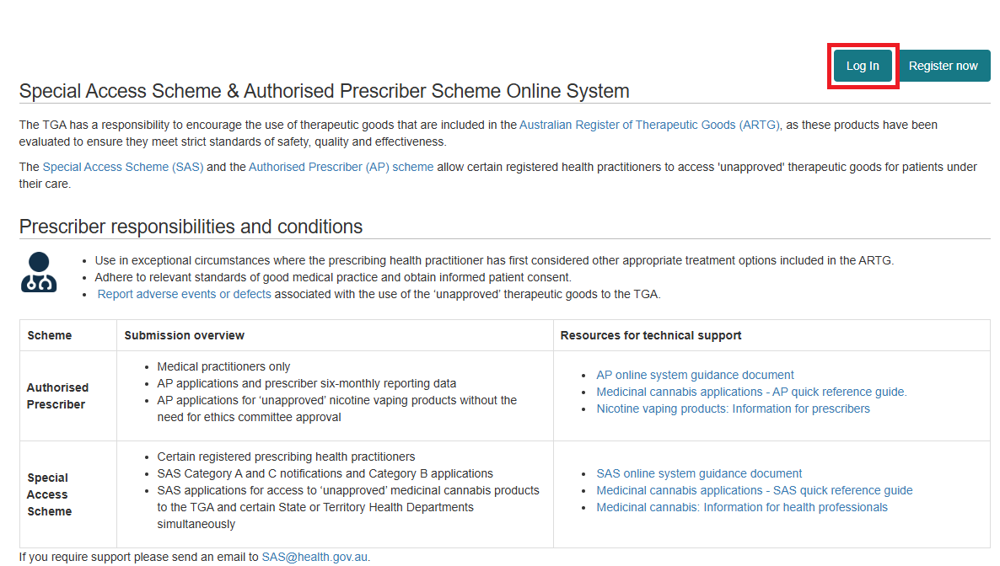 Log In
Register now
Special Access Scheme & Authorised Prescriber Scheme Online System
The TGA has a responsibility to encourage the use of therapeutic goods that are included in the Australian Register of Therapeutic Goods (ARTG), as these products have been
evaluated to ensure they meet strict standards of safety, quality and effectiveness.
The Special Access Scheme (SAS) and the Authorised Prescriber (AP) scheme allow certain registered health practitioners to access 'unapproved' therapeutic goods for patients under
their care.
Prescriber responsibilities and conditions
• Use in exceptional circumstances where the prescribing health practitioner has first considered other appropriate treatment options included in the ARTG.
• Adhere to relevant standards of good medical practice and obtain informed patient consent.
• Report adverse events or defects associated with the use of the ‘unapproved’ therapeutic goods to the TGA.
Scheme
Submission overview
Resources for technical support
Authorised
Prescriber
• Medical practitioners only
• AP applications and prescriber six-monthly reporting data
• AP applications for ‘unapproved’ nicotine vaping products without the
need for ethics committee approval
• AP online system guidance document
• Medicinal cannabis applications - AP quick reference guide.
• Nicotine vaping products: Information for prescribers
Special
Access
Scheme
• Certain registered prescribing health practitioners
• SAS Category A and C notifications and Category B applications
• SAS applications for access to ‘unapproved’ medicinal cannabis products
to the TGA and certain State or Territory Health Departments
simultaneously
• SAS online system guidance document
• Medicinal cannabis applications - SAS quick reference guide
• Medicinal cannabis: Information for health professionals
If you require support please send an email to SAS@health.gov.au.